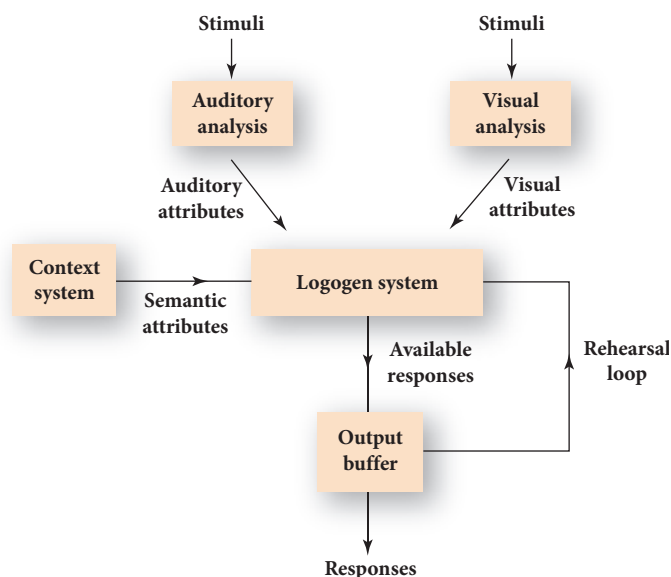 Stimuli
Stimuli
Auditory
analysis
Visual
analysis
Auditory
attributes
Visual
attributes
Context
system
Semantic
attributes
Logogen system
Available
responses
Rehearsal
loop
Output
buffer
Responses